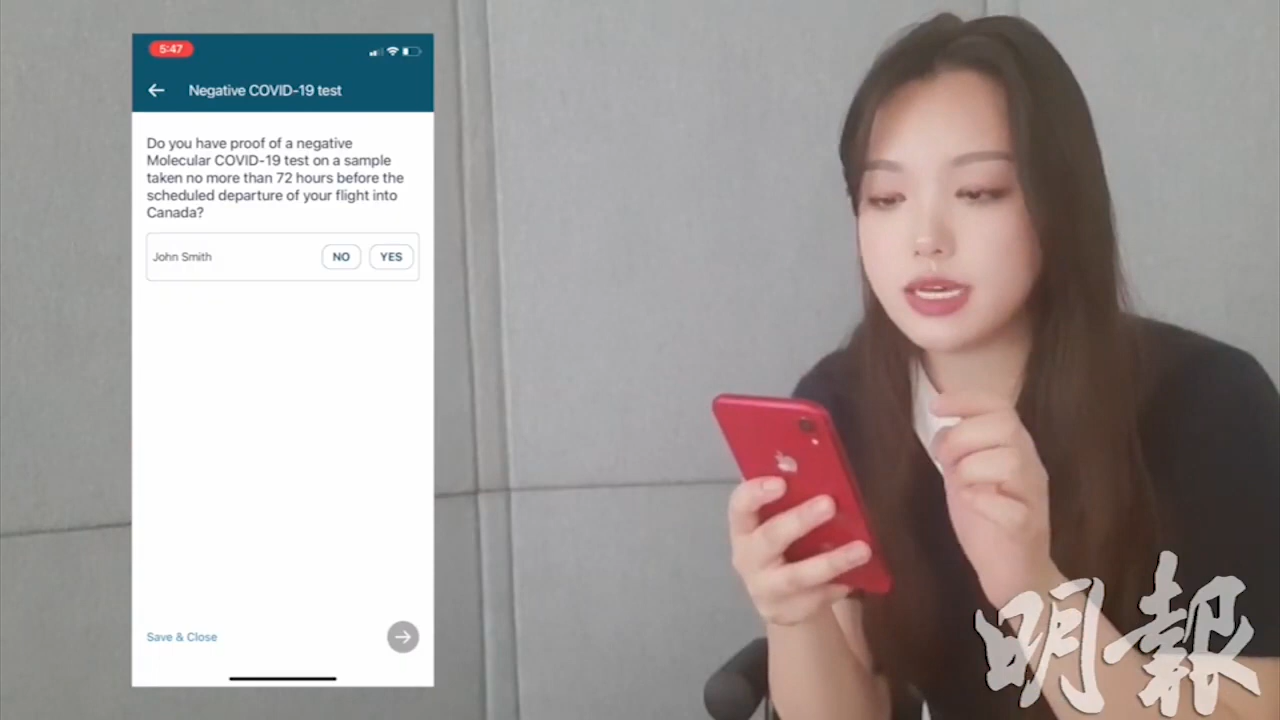 5:47
Negative COVID-19 test
Do you have proof of a negative
Molecular COVID-19 test on a sample
taken no more than 72 hours before the
scheduled departure of your flight into
Canada?
John Smith NO YES
Save & Close
明報